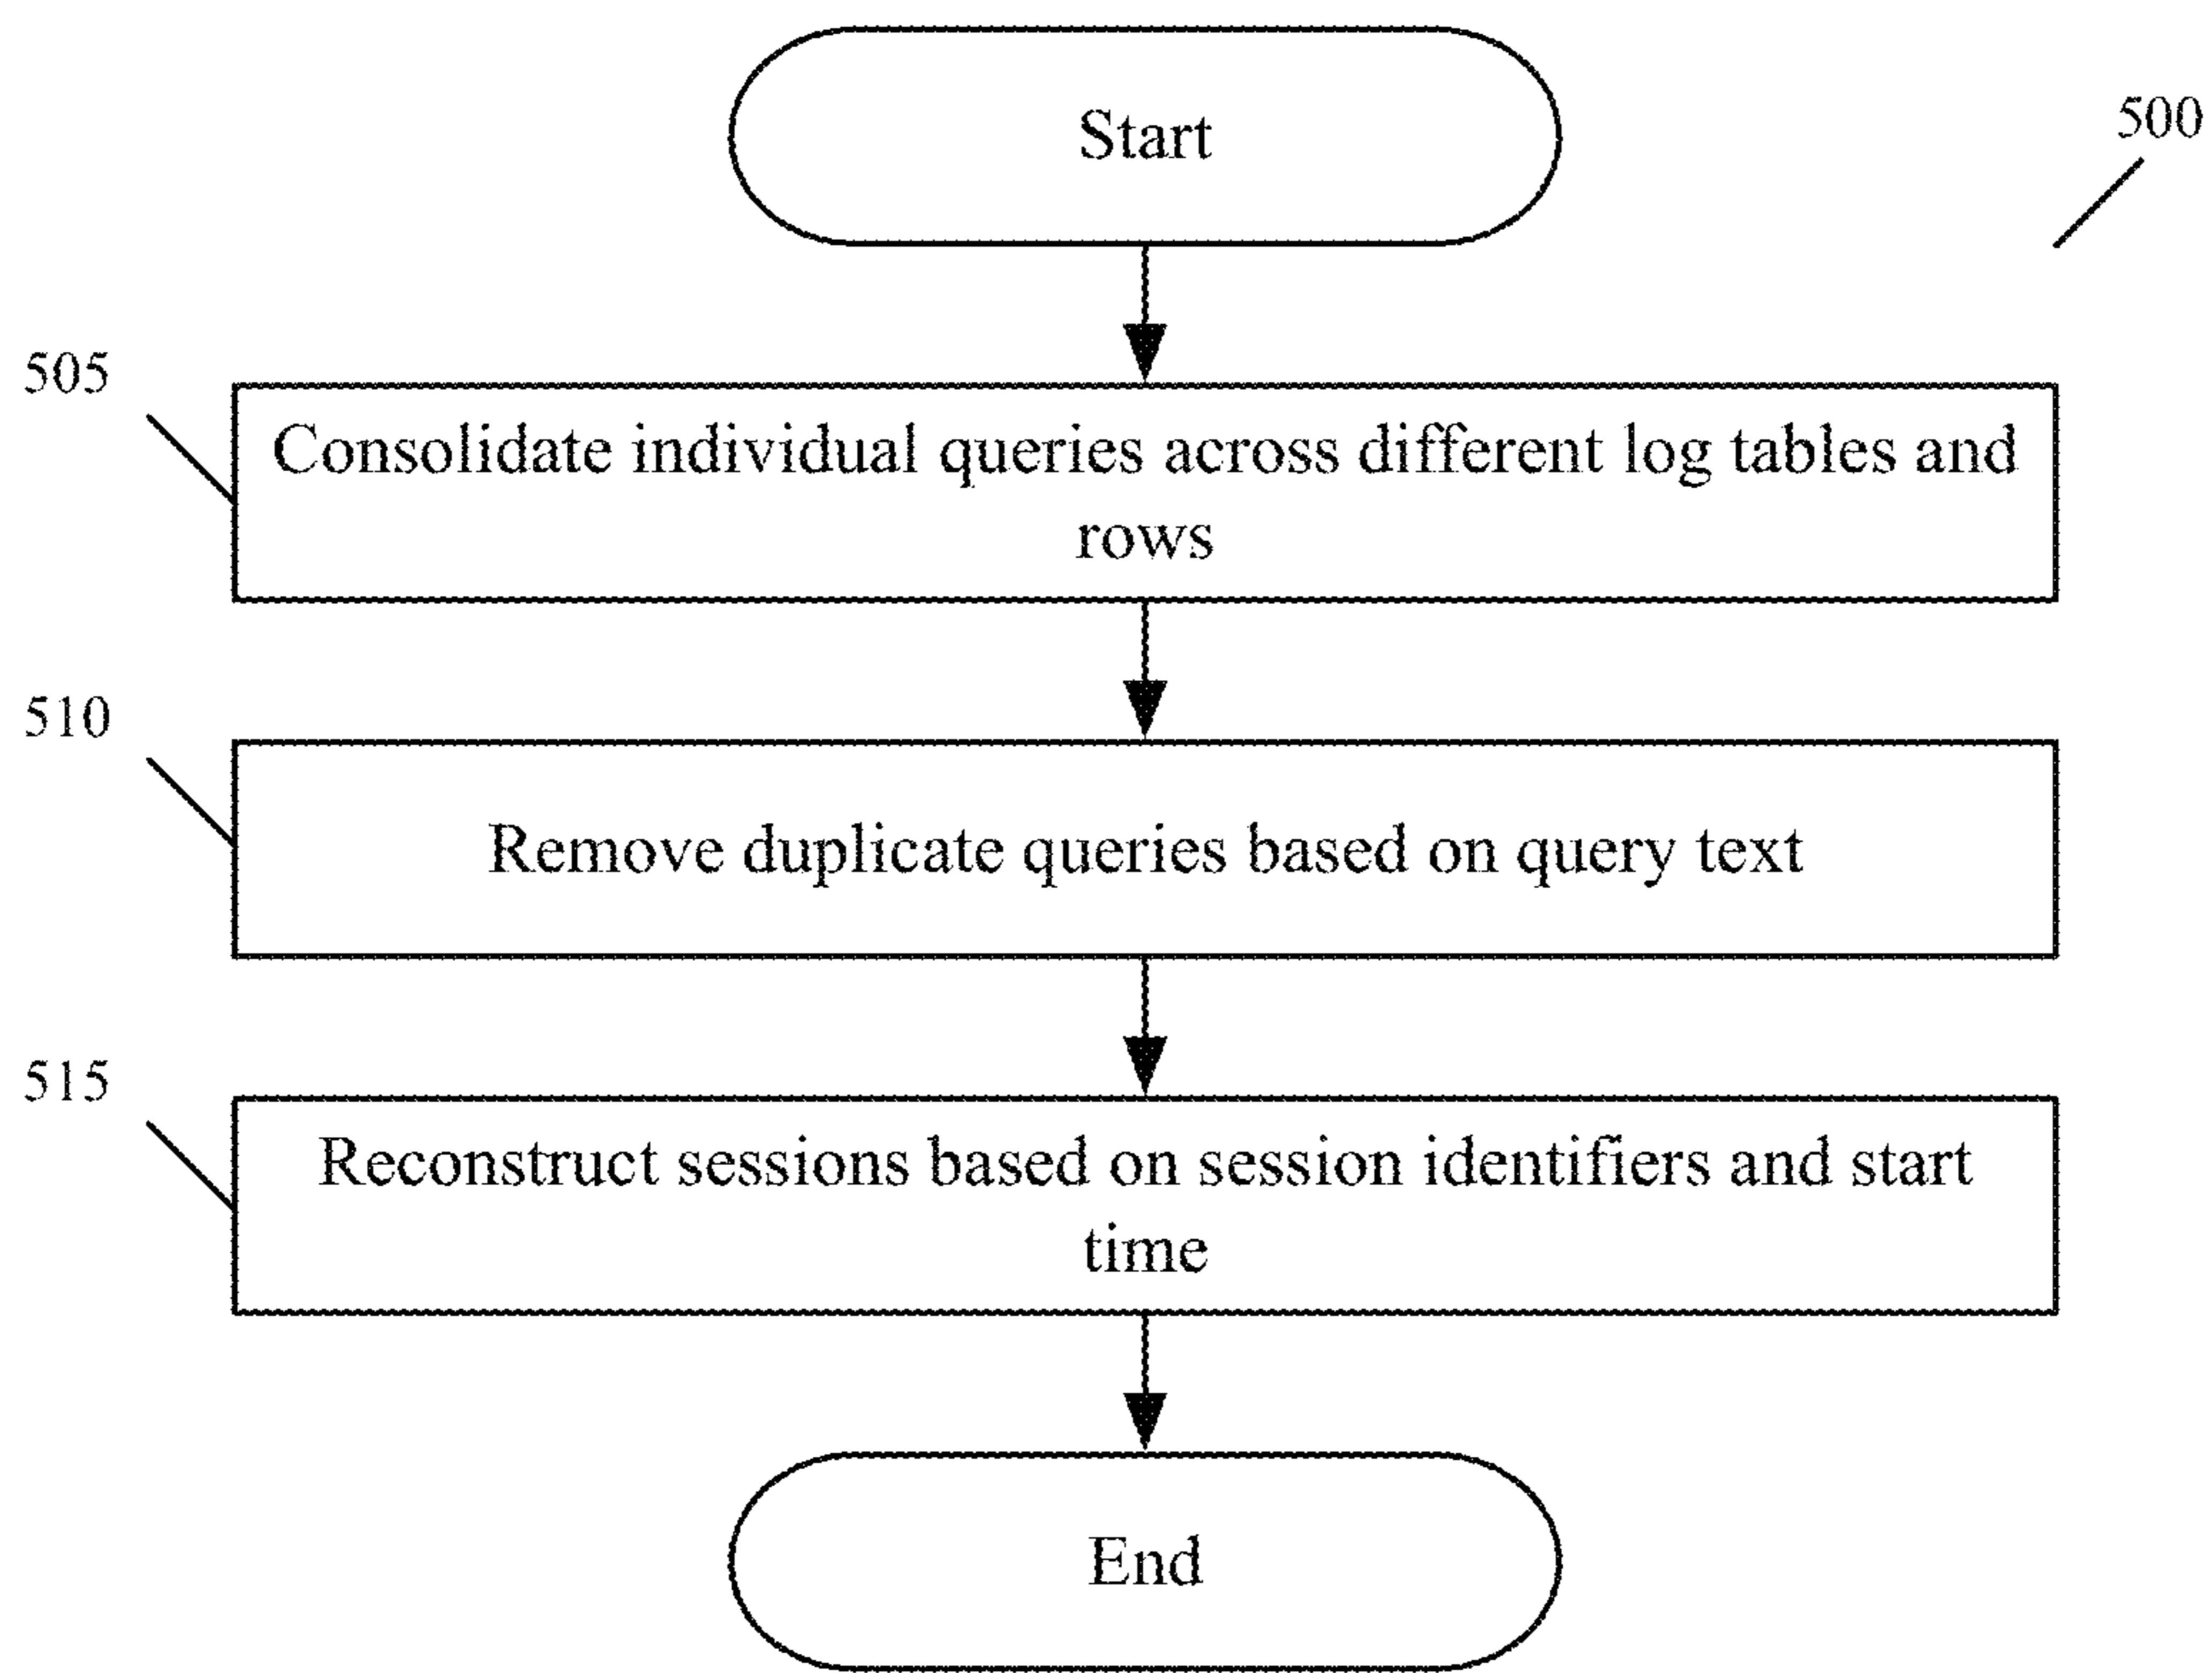 Start
500
505
Consolidate individual queries across different log tables and
rows
510
Remove duplicate queries based on query text
515
Reconstruct sessions based on session identifiers and start
time
End